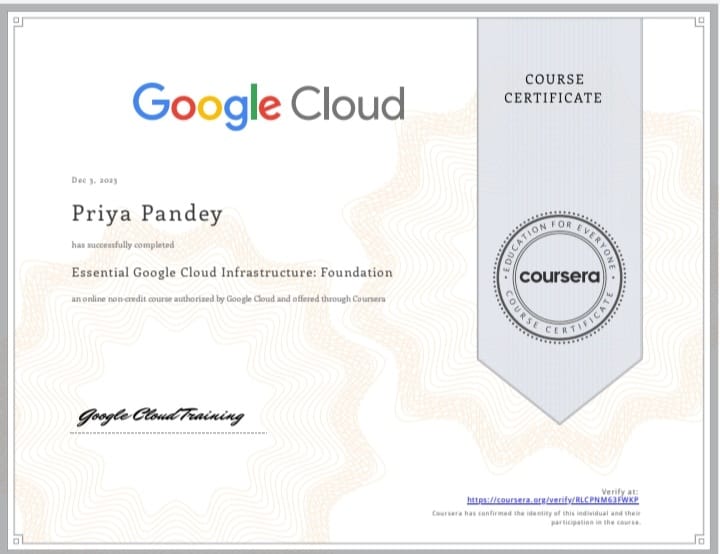 Google Cloud
COURSE
CERTIFICATE
Dec 3, 2023
Priya Pandey
has successfully completed
Essential Google Cloud Infrastructure: Foundation
an online non-credit course authorized by Google Cloud and offered through Coursera
EDUCATION FOR EVERYONE
coursera
COURSE CERTIFICATE
Google Cloud Training
Verify at:
https://coursera.org/verify/RLCPNM63FWKP
Coursera has confirmed the identity of this individual and their
participation in the course.